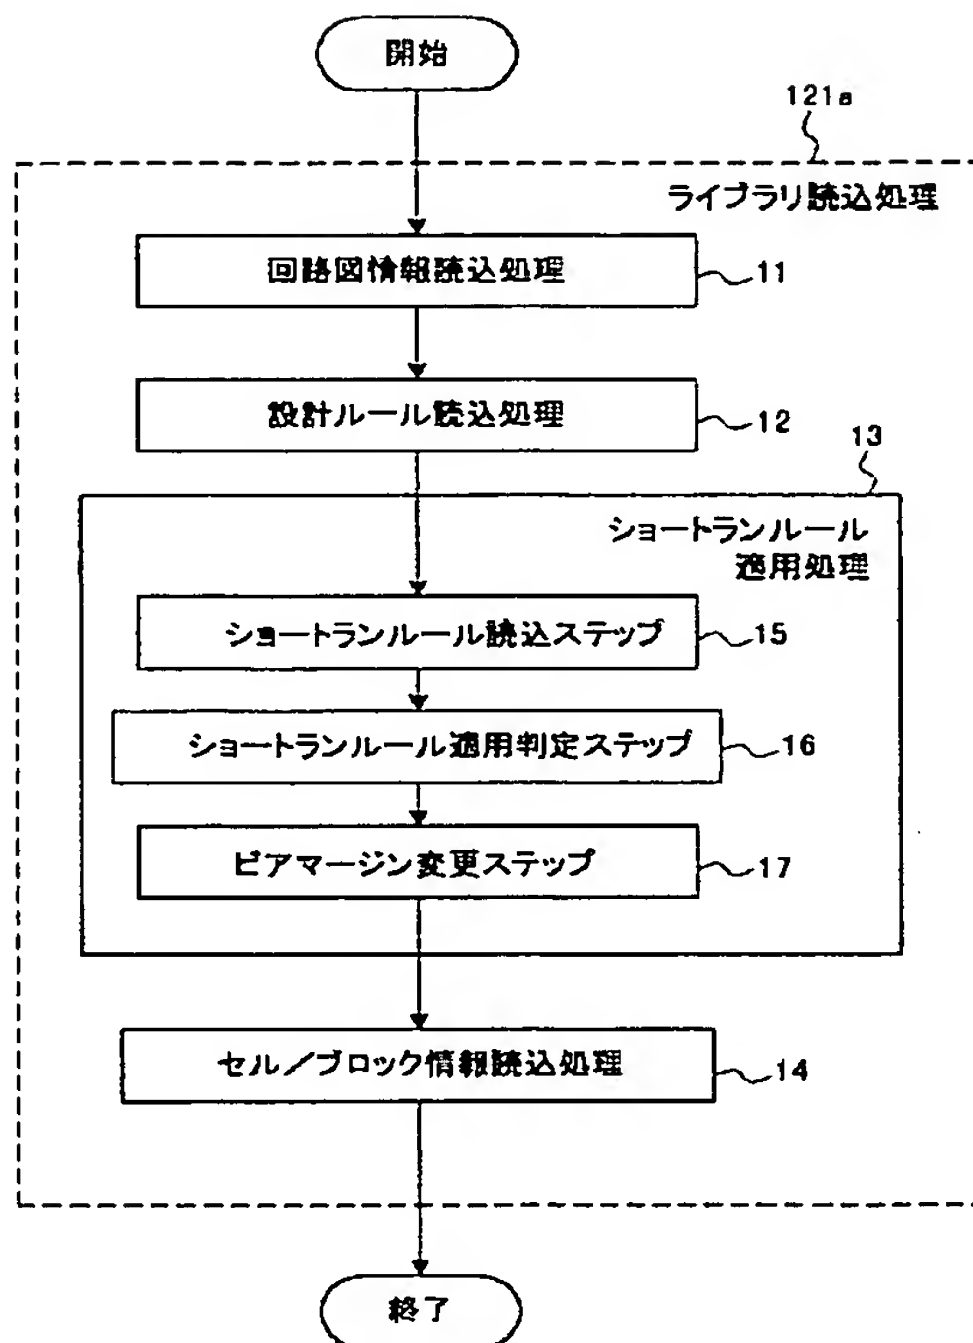 開始
121a
ライブラリ読込処理
回路図情報読込処理
11
設計ルール読込処理
12
13
ショートランルール
適用処理
ショートランルール読込ステップ
15
ショートランルール適用判定ステップ
16
ビアマージン変更ステップ
17
セル/ブロック情報読込処理
14
終了